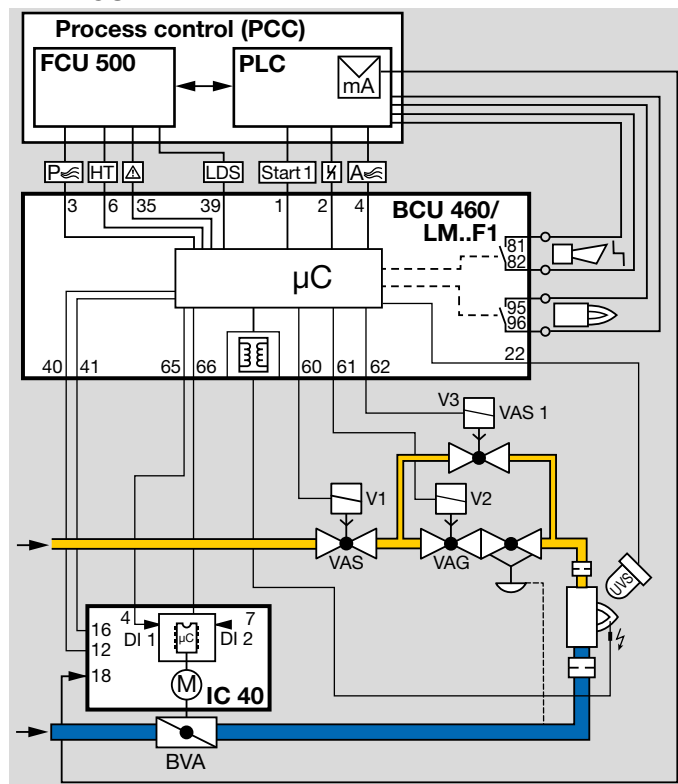 Process control (PCC)
FCU 500 PLC
mA
P HT LDS Start 1 A
3 6 35 39 1 2 4
BCU 460/
LM..F1
81
82
µC
95
96
40 41 65 66 60 61 62 22
V3 VAS 1
V1 V2
VAS VAG
UVS
4 7
16 DI 1 µC DI 2
12
18 M IC 40
BVA